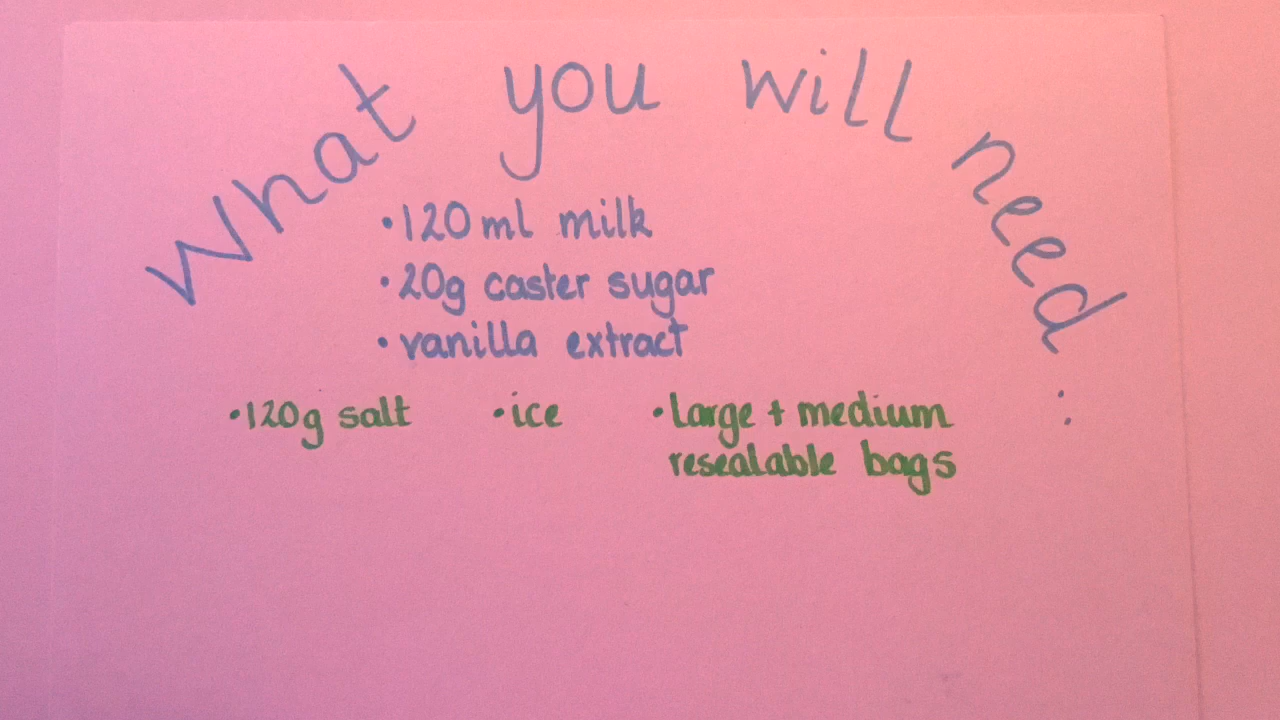 What you will need:
•120ml milk
•20g caster sugar
•vanilla extract
•120g salt •ice •Large + medium
resealable bags